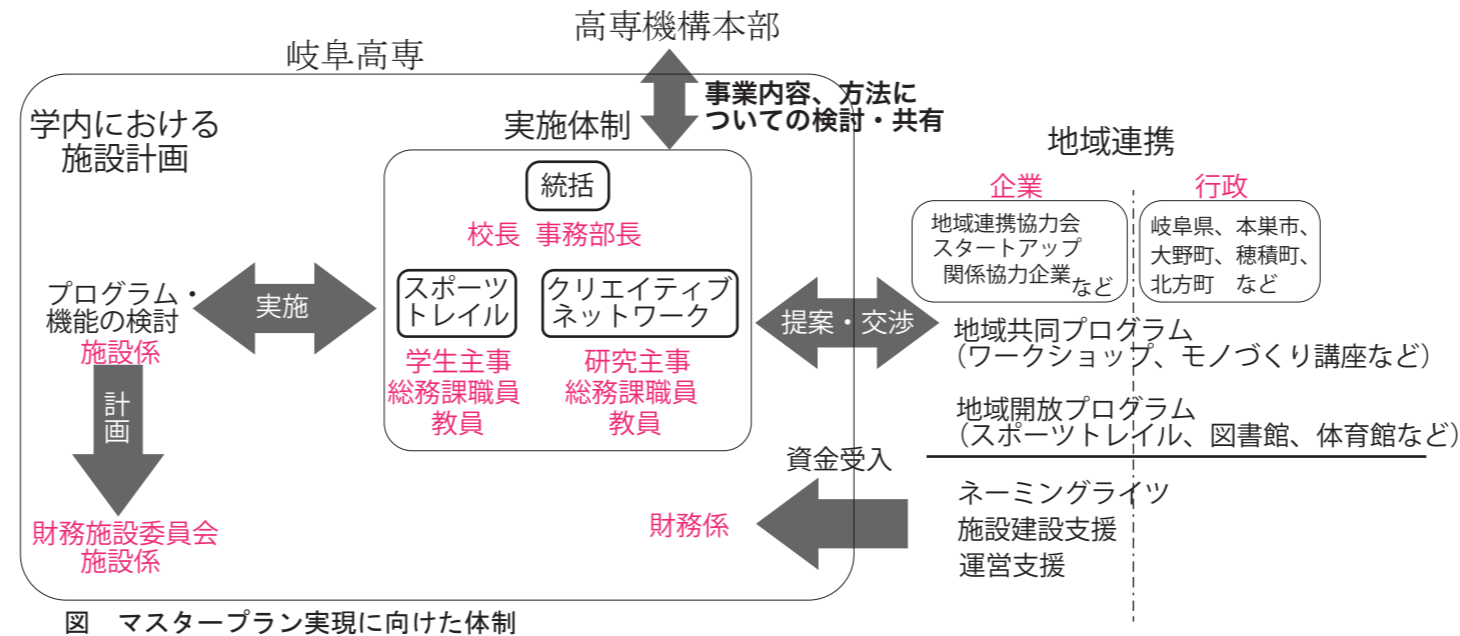 高専機構本部
岐阜高専
事業内容、方法に
ついての検討・共有
学内における
施設計画
実施体制
統括
校長 事務部長
スポーツ
トレイル
クリエイティブ
ネットワーク
学生主事
総務課職員
教員
研究主事
総務課職員
教員
プログラム・
機能の検討
施設係
実施
計画
財務施設委員会
施設係
提案・交渉
地域連携
企業
行政
地域連携協力会
スタートアップ
関係協力企業など
岐阜県、本巣市、
大野町、穂積町、
北方町 など
地域共同プログラム
（ワークショップ、モノづくり講座など）
地域開放プログラム
（スポーツトレイル、図書館、体育館など）
資金受入
財務係
ネーミングライツ
施設建設支援
運営支援
図 マスタープラン実現に向けた体制